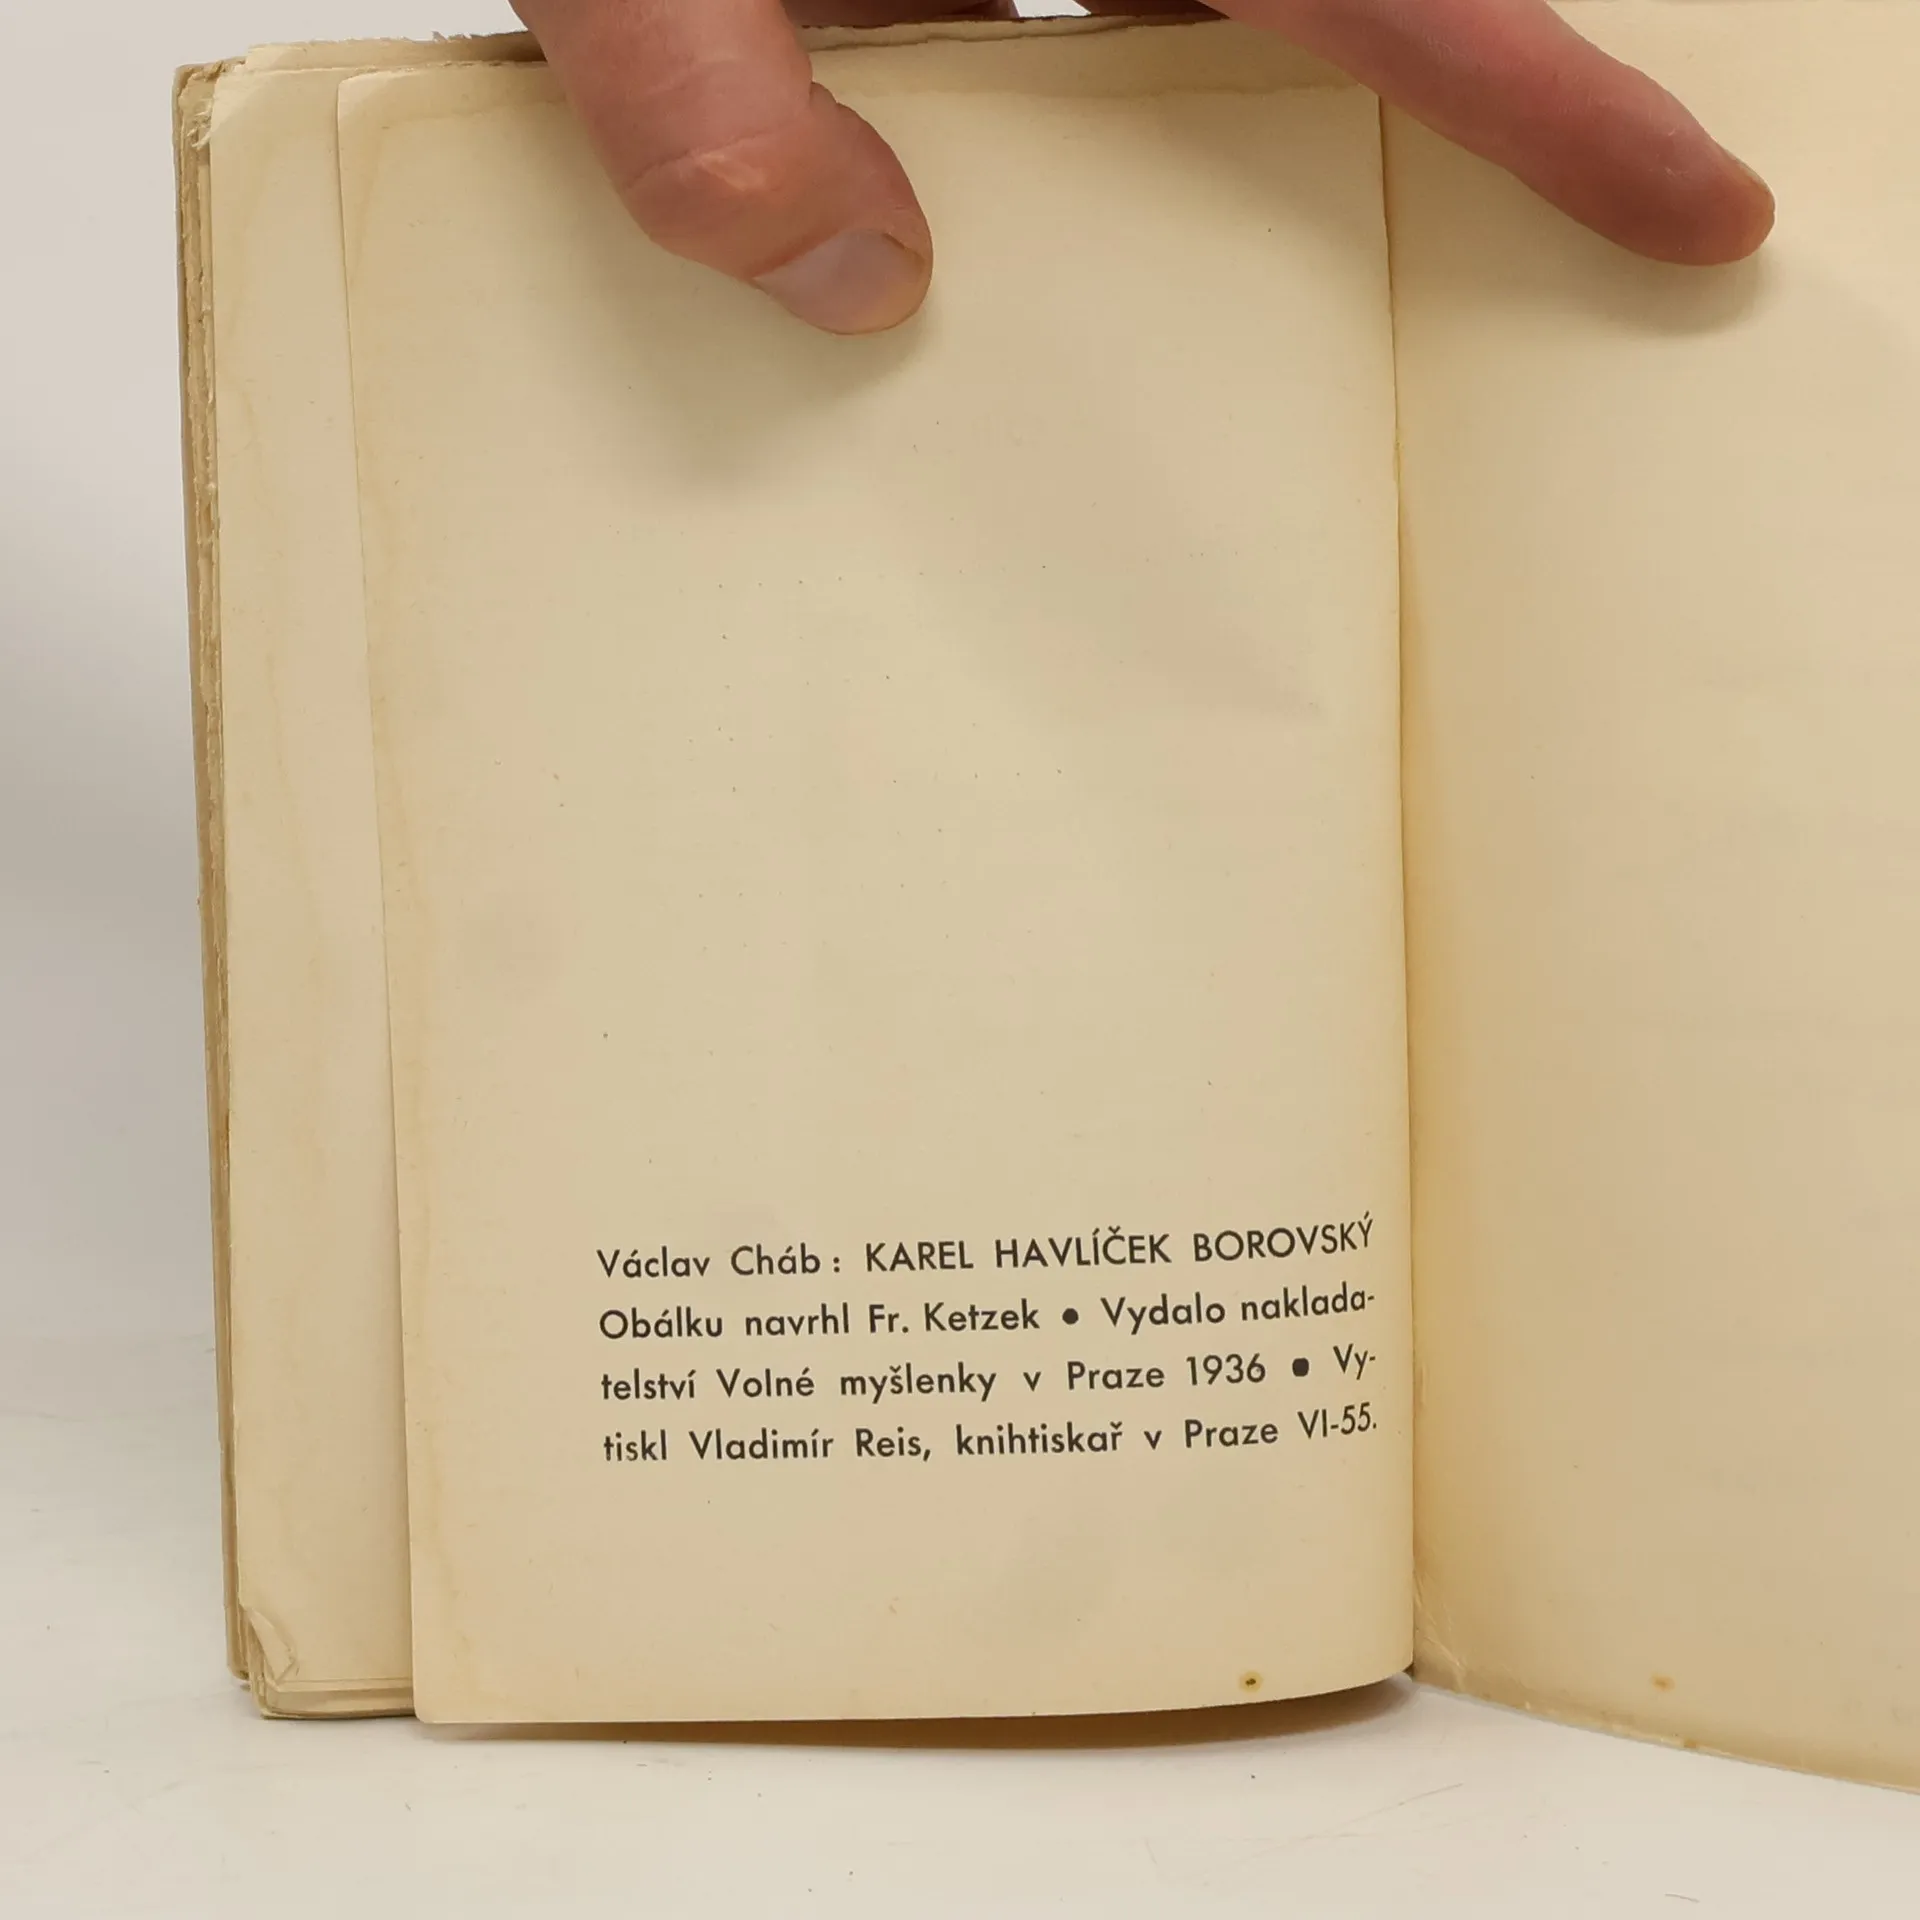 Václav Cháb: KAREL HAVLÍČEK BOROVSKÝ
Obálku navrhl Fr. Ketzek ● Vydalo naklada-
telství Volné myšlenky v Praze 1936 ● Vy-
tiskl Vladimír Reis, knihtiskař v Praze VI-55.